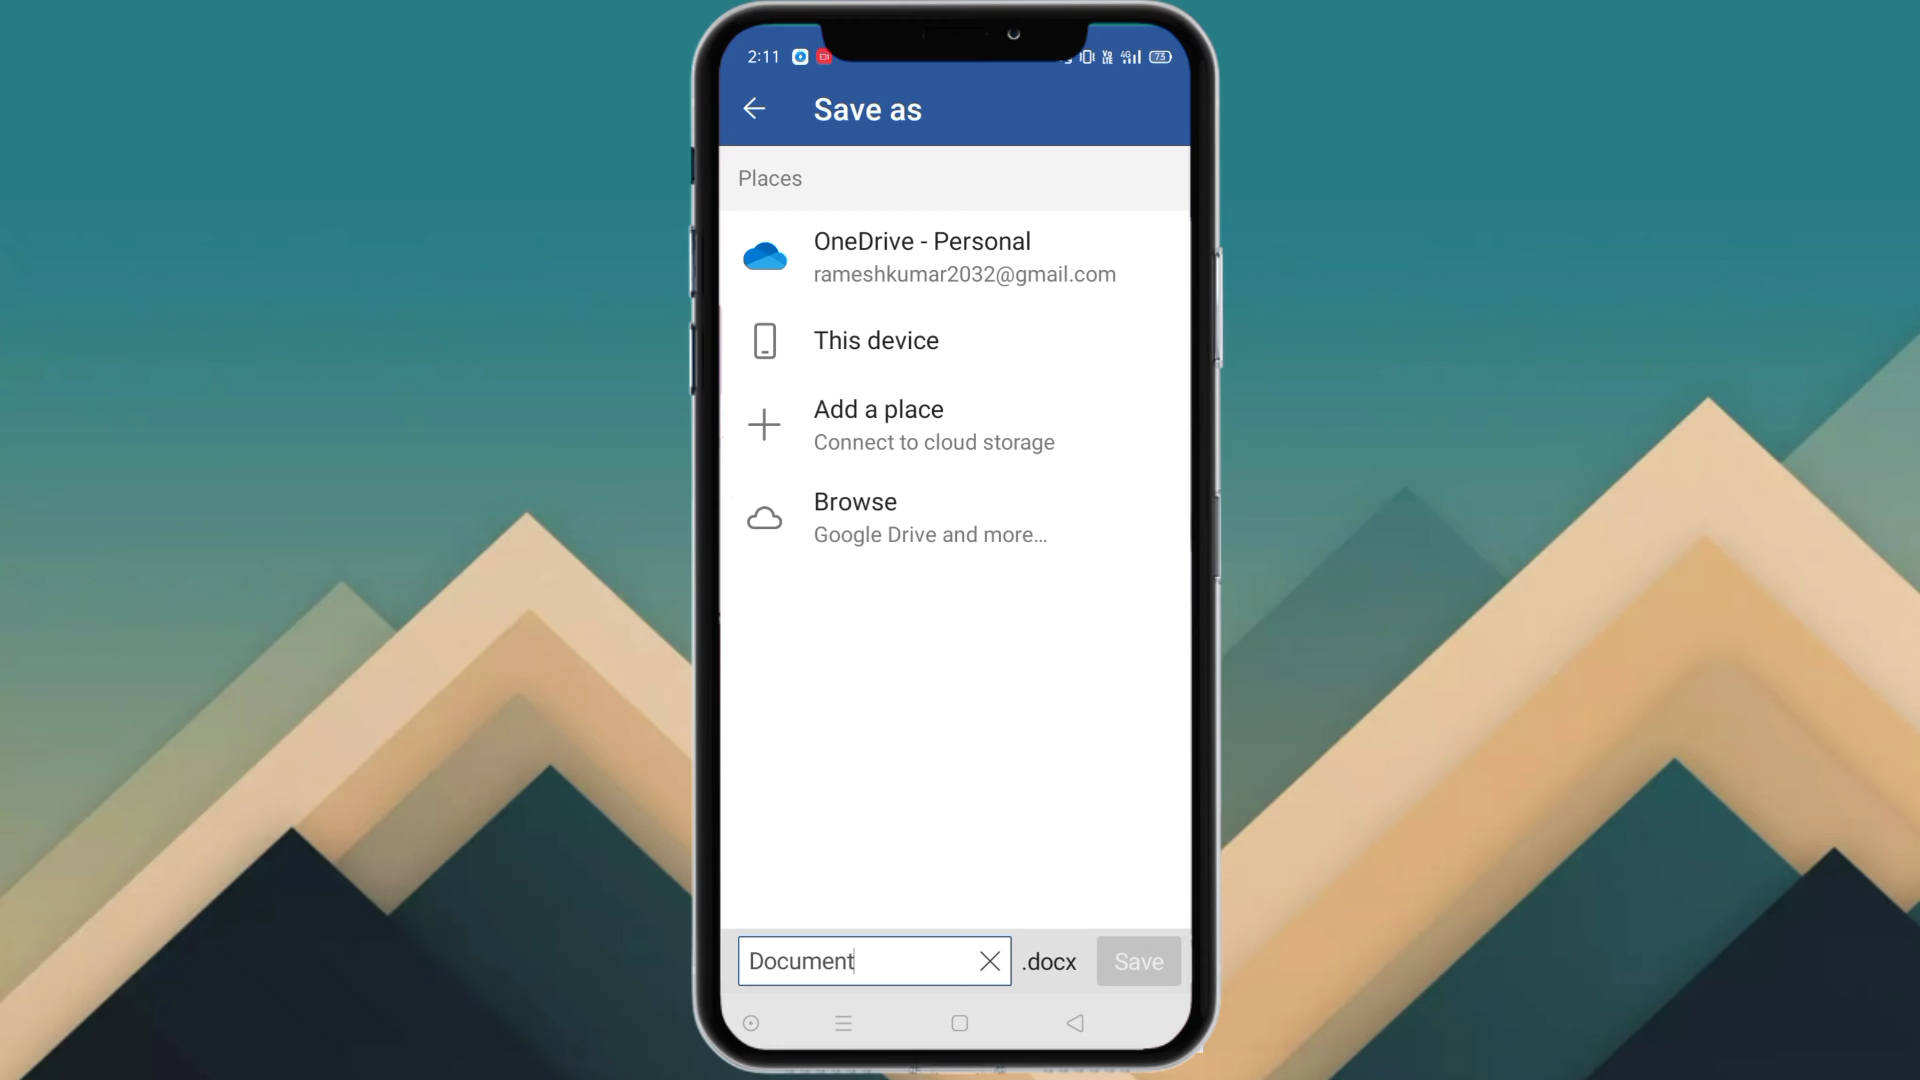 2:11
73
Save as
Places
OneDrive - Personal
rameshkumar2032@gmail.com
This device
Add a place
Connect to cloud storage
Browse
Google Drive and more...
Document
.docx
Save